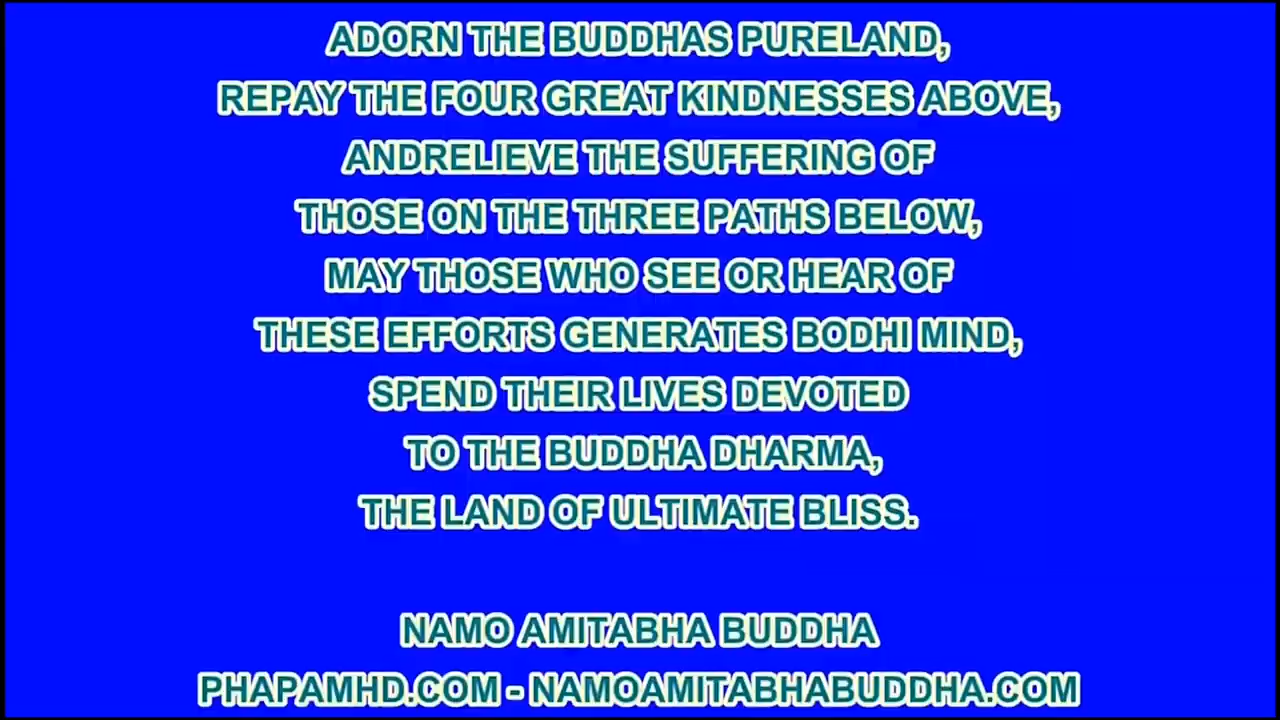 ADORN THE BUDDHAS PURELAND,
REPAY THE FOUR GREAT KINDNESSES ABOVE,
ANDRELIEVE THE SUFFERING OF
THOSE ON THE THREE PATHS BELOW,
MAY THOSE WHO SEE OR HEAR OF
THESE EFFORTS GENERATES BODHI MIND,
SPEND THEIR LIVES DEVOTED
TO THE BUDDHA DHARMA,
THE LAND OF ULTIMATE BLISS.
NAMO AMITABHA BUDDHA
PHAPAMHD.COM - NAMOAMITABHABUDDHA.COM